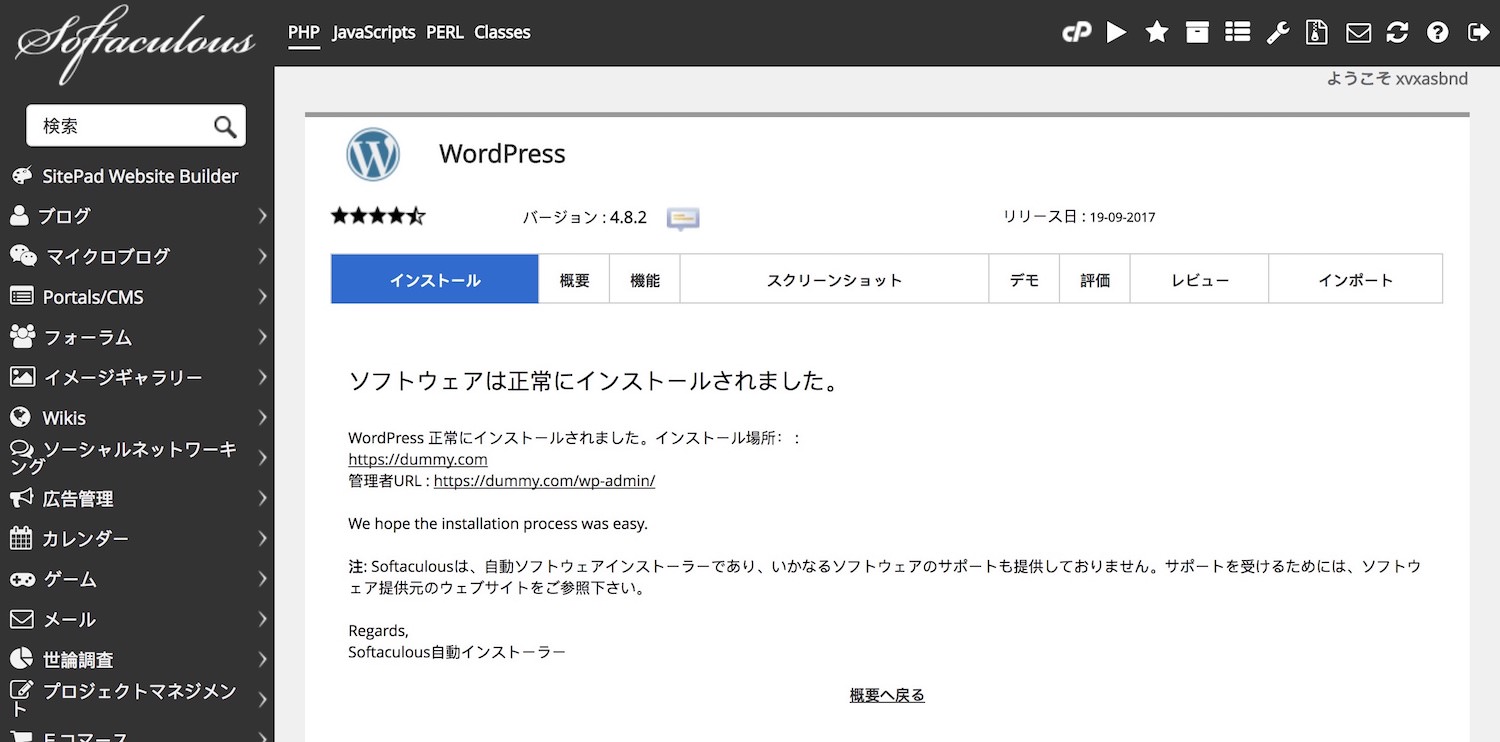 Softaculous
PHP JavaScripts PERL Classes
cP
ようこそ xvxasbnd
検索
SitePad Website Builder
ブログ
マイクロブログ
Portals/CMS
フォーラム
イメージギャラリー
Wikis
ソーシャルネットワーキ
ング
広告管理
カレンダー
ゲーム
メール
世論調査
プロジェクトマネジメン
ト
Eコマース
WordPress
バージョン : 4.8.2
リリース日 : 19-09-2017
インストール 概要 機能 スクリーンショット デモ 評価 レビュー インポート
ソフトウェアは正常にインストールされました。
WordPress 正常にインストールされました。インストール場所： :
https://dummy.com
管理者URL : https://dummy.com/wp-admin/
We hope the installation process was easy.
注: Softaculousは、自動ソフトウェアインストーラーであり、いかなるソフトウェアのサポートも提供しておりません。サポートを受けるためには、ソフトウ
ェア提供元のウェブサイトをご参照下さい。
Regards,
Softaculous自動インストーラー
概要へ戻る